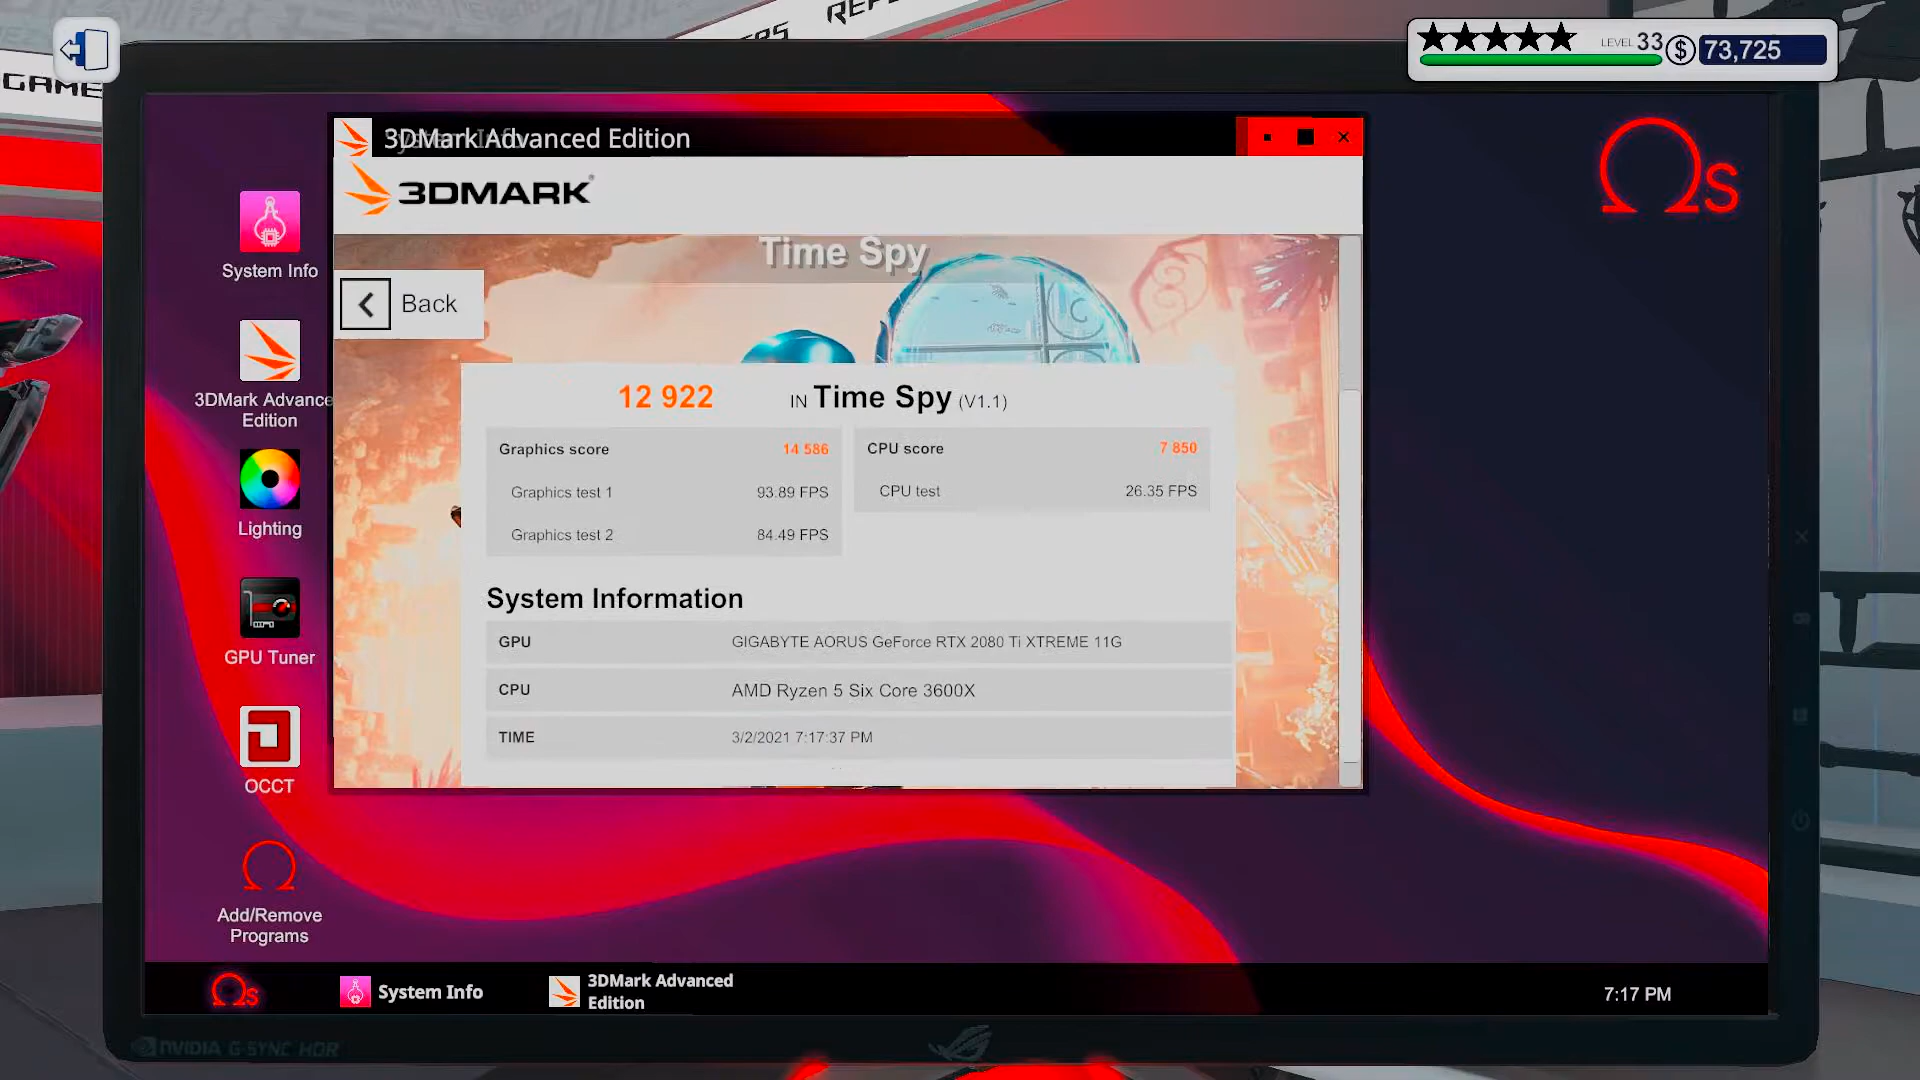 GAME
LEVEL 33 $ 73,725
3DMark Advanced Edition
3DMARK
Time Spy
Back
12 922 IN Time Spy (V1.1)
Graphics score 14 586
Graphics test 1 93.89 FPS
Graphics test 2 84.49 FPS
CPU score 7 850
CPU test 26.35 FPS
System Information
GPU GIGABYTE AORUS GeForce RTX 2080 Ti XTREME 11G
CPU AMD Ryzen 5 Six Core 3600X
TIME 3/2/2021 7:17:37 PM
System Info
3DMark Advance
Edition
Lighting
GPU Tuner
OCCT
Add/Remove
Programs
Ωs
Ωs
System Info
3DMark Advanced
Edition
7:17 PM
NVIDIA G-SYNC HDR